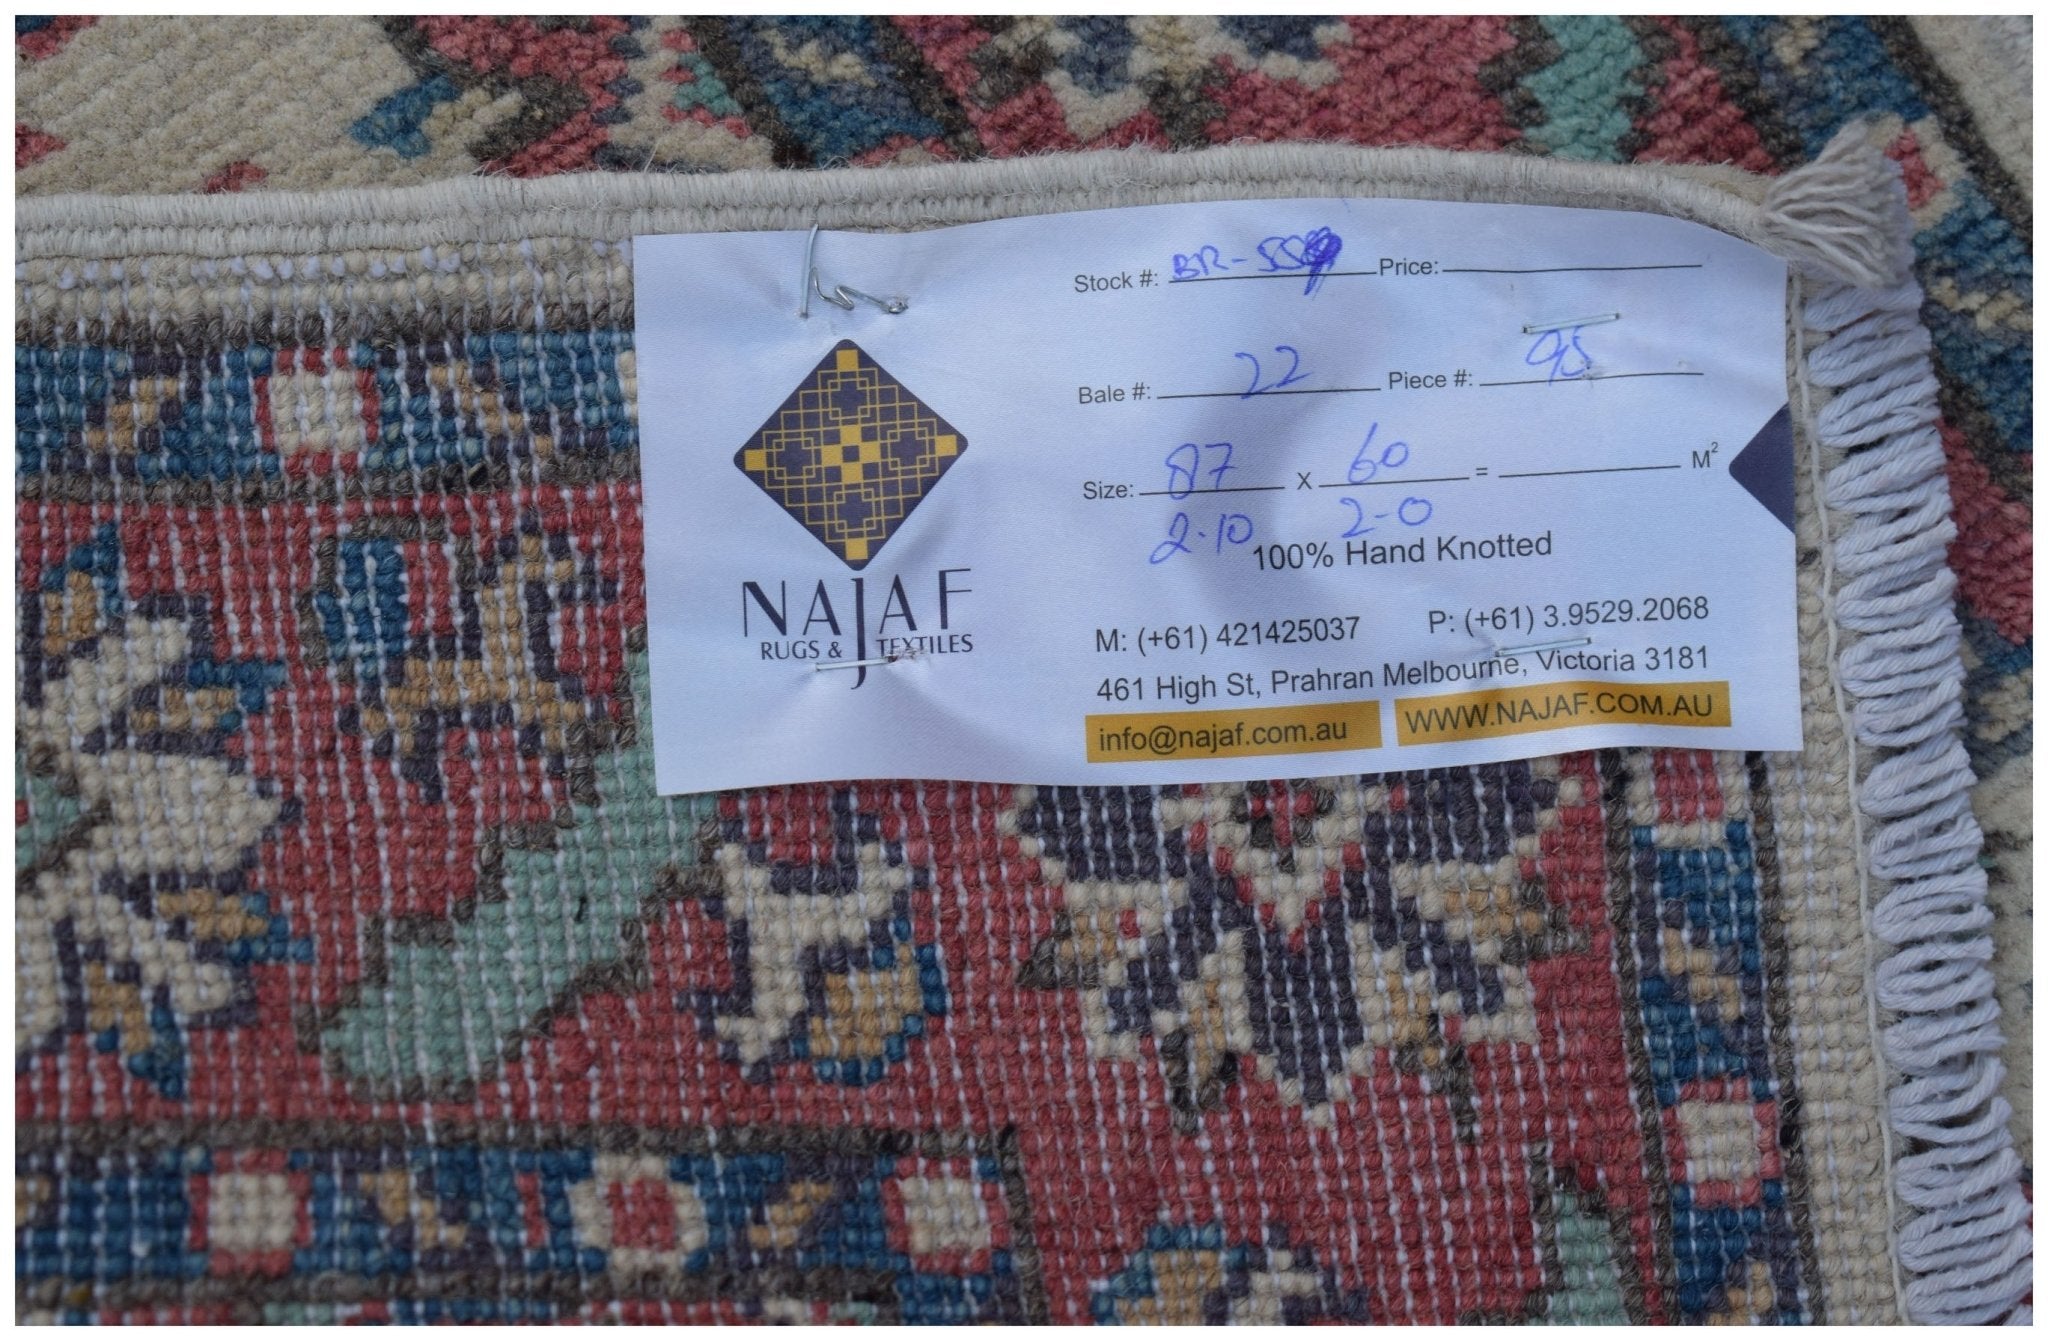 Stock #: Price:
Bale #: 22 Piece #: 95
Size: 87 X 60 = M²
2-10 2-0
100% Hand Knotted
NAJAF
RUGS & TEXTILES
M: (+61) 421425037 P: (+61) 3.9529.2068
461 High St, Prahran Melbourne, Victoria 3181
info@najaf.com.au WWW.NAJAF.COM.AU